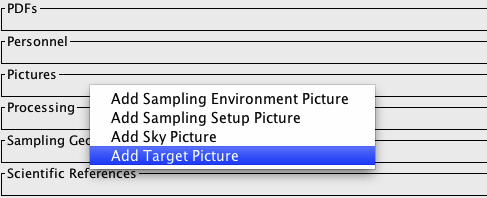 PDFs
Personnel
Pictures
Add Sampling Environment Picture
Add Sampling Setup Picture
Processing
Add Sky Picture
Sampling
Add Target Picture
Scientific References